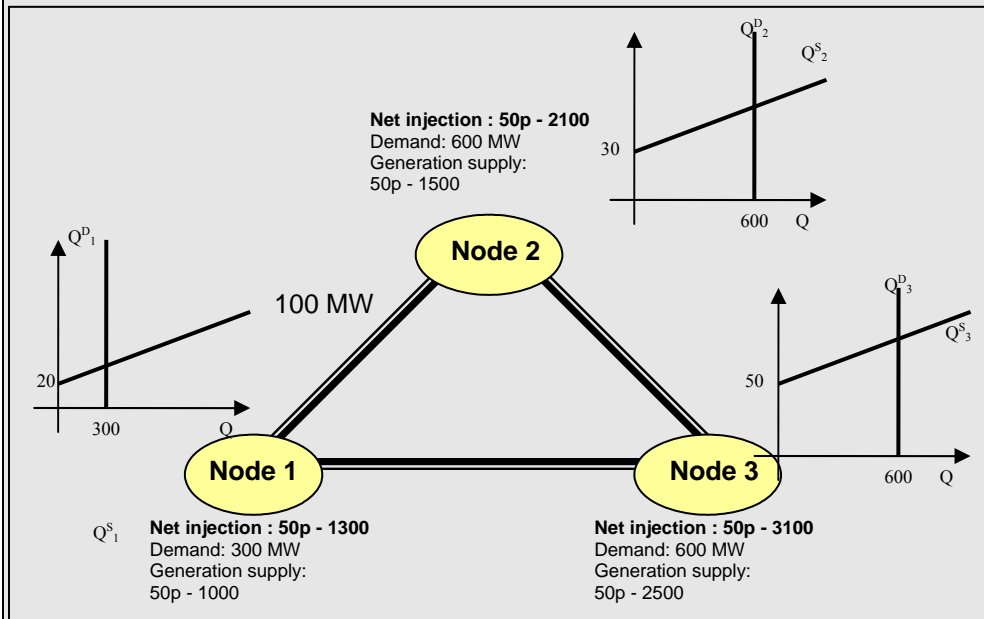 Q^D_2
Q^S_2
30
600
Q
Net injection : 50p - 2100
Demand: 600 MW
Generation supply:
50p - 1500
Node 2
Q^D_1
100 MW
20
300
Q
Q^D_3
Q^S_3
50
600
Q
Node 1
Node 3
Q^S_1
Net injection : 50p - 1300
Demand: 300 MW
Generation supply:
50p - 1000
Net injection : 50p - 3100
Demand: 600 MW
Generation supply:
50p - 2500